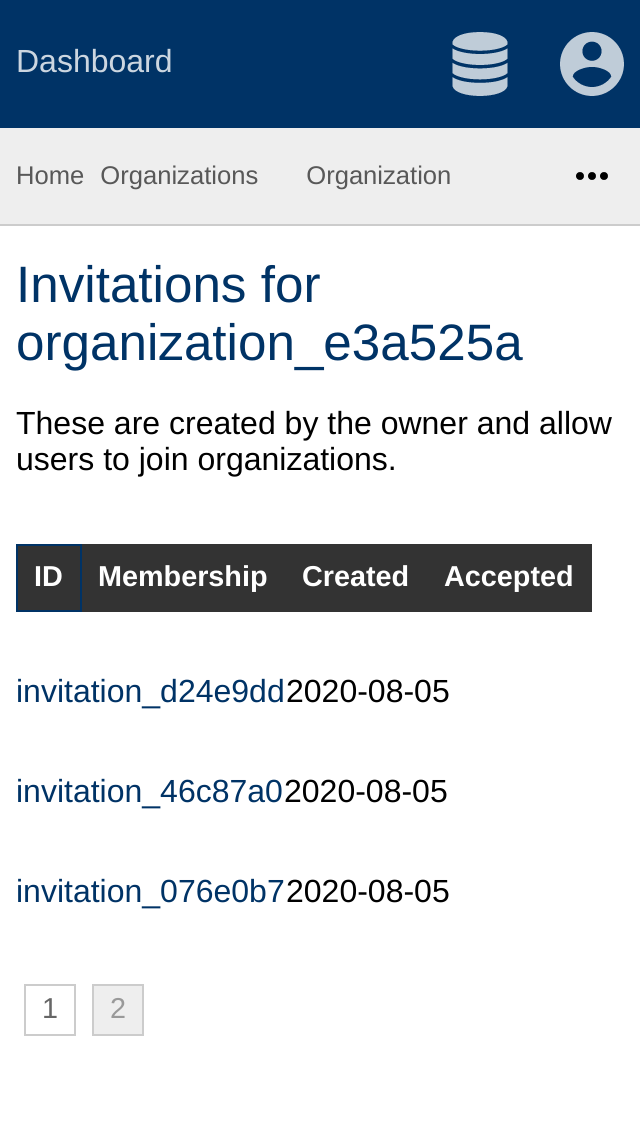 Dashboard
Home Organizations Organization
Invitations for
organization_e3a525a
These are created by the owner and allow
users to join organizations.
ID Membership Created Accepted
invitation_d24e9dd2020-08-05
invitation_46c87a02020-08-05
invitation_076e0b72020-08-05
1 2